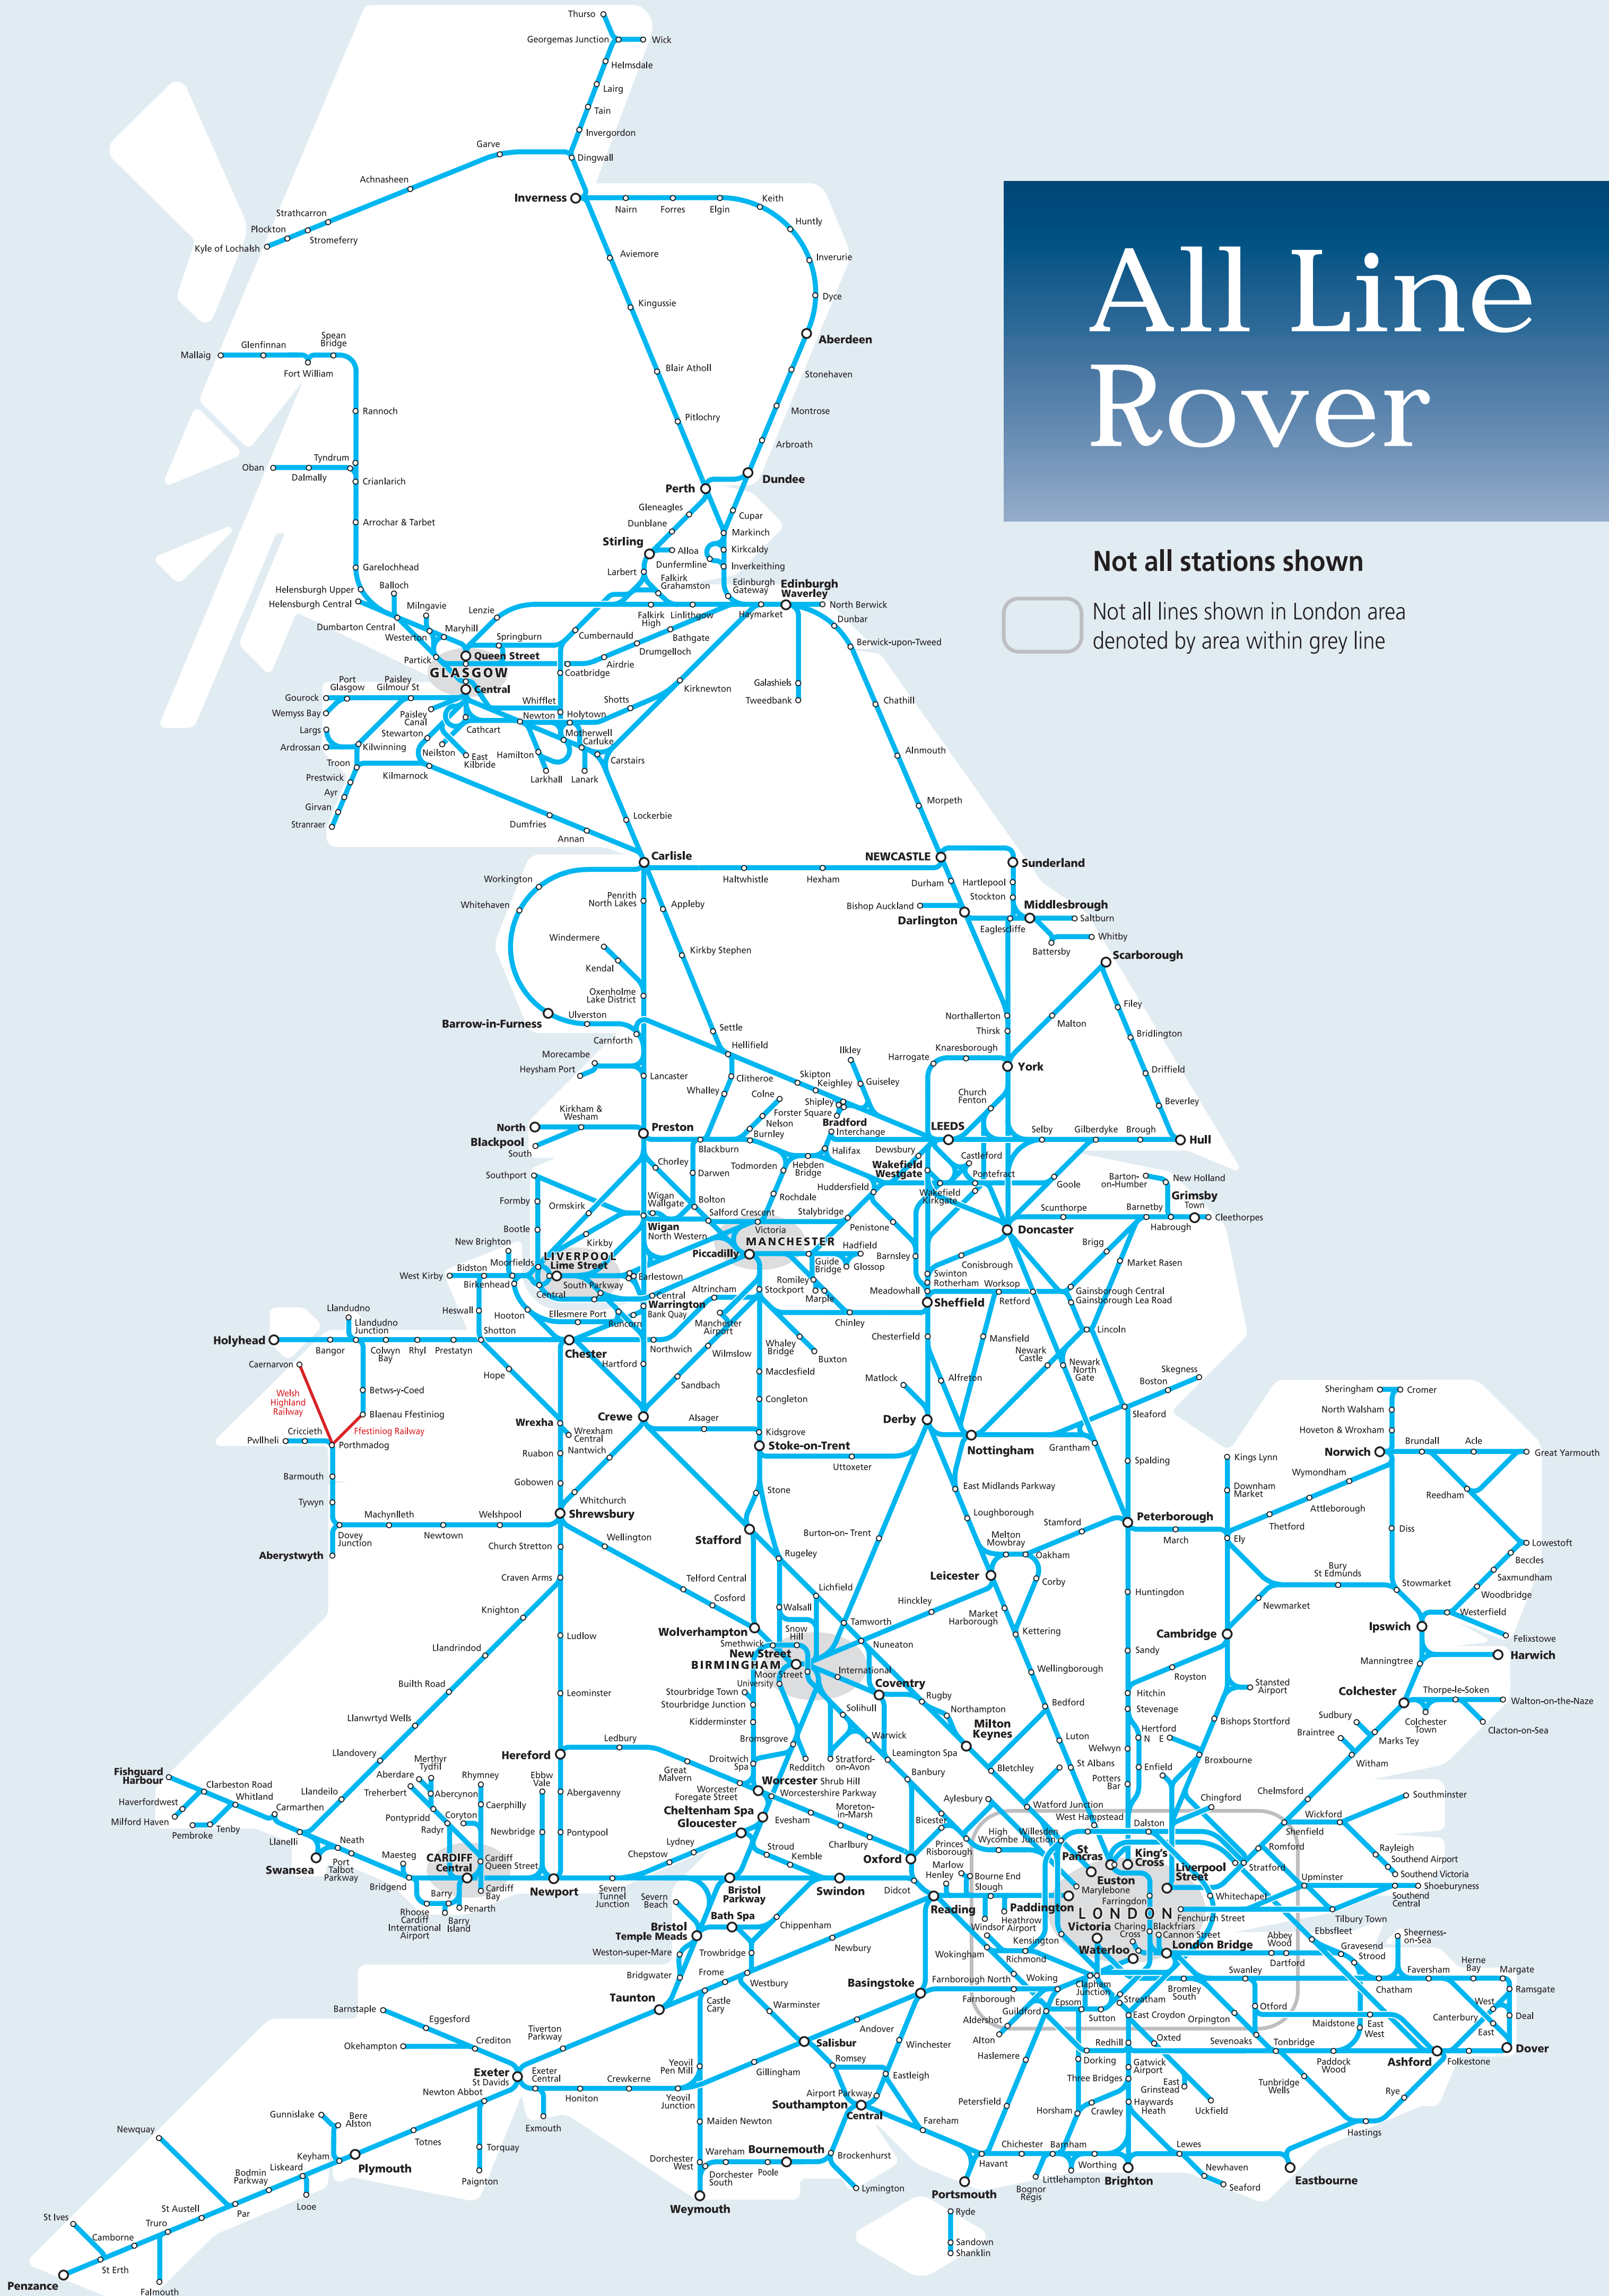 All Line
Rover
Not all stations shown
Not all lines shown in London area
denoted by area within grey line
Thurso
Georgemas Junction
Wick
Helmsdale
Lairg
Tain
Invergordon
Dingwall
Garve
Achnasheen
Strathcarron
Plockton
Stromeferry
Kyle of Lochalsh
Inverness
Nairn
Forres
Elgin
Keith
Huntly
Inverurie
Dyce
Aberdeen
Stonehaven
Montrose
Arbroath
Dundee
Aviemore
Kingussie
Blair Atholl
Pitlochry
Perth
Mallaig
Glenfinnan
Spean
Bridge
Fort William
Rannoch
Oban
Tyndrum
Dalmally
Crianlarich
Arrochar & Tarbet
Garelochhead
Gleneagles
Dunblane
Stirling
Alloa
Cupar
Markinch
Kirkcaldy
Dunfermline
Inverkeithing
Larbert
Falkirk
Grahamston
Edinburgh
Gateway
Edinburgh
Waverley
North Berwick
Dunbar
Berwick-upon-Tweed
Helensburgh Upper
Helensburgh Central
Balloch
Milngavie
Lenzie
Dumbarton Central
Westerton
Maryhill
Springburn
Cumbernauld
Falkirk
High
Linlithgow
Haymarket
Bathgate
Drumgelloch
Airdrie
Partick
Queen Street
GLASGOW
Central
Coatbridge
Kirknewton
Galashiels
Tweedbank
Chathill
Alnmouth
Morpeth
Port
Glasgow
Paisley
Gilmour St
Gourock
Wemyss Bay
Paisley
Canal
Whifflet
Shotts
Newton
Holytown
Largs
Stewarton
Cathcart
Motherwell
Carluke
Ardrossan
Kilwinning
Neilston
East
Kilbride
Hamilton
Carstairs
Troon
Kilmarnock
Larkhall
Lanark
Prestwick
Ayr
Girvan
Stranraer
Dumfries
Annan
Lockerbie
Carlisle
NEWCASTLE
Sunderland
Haltwhistle
Hexham
Durham
Hartlepool
Stockton
Workington
Whitehaven
Penrith
North Lakes
Appleby
Bishop Auckland
Darlington
Middlesbrough
Saltburn
Eaglescliffe
Whitby
Battersby
Windermere
Kendal
Kirkby Stephen
Scarborough
Oxenholme
Lake District
Barrow-in-Furness
Ulverston
Carnforth
Settle
Hellifield
Northallerton
Thirsk
Malton
Filey
Bridlington
Driffield
Beverley
Morecambe
Heysham Port
Lancaster
Clitheroe
Whalley
Colne
Skipton
Keighley
Ilkley
Guiseley
Harrogate
Knaresborough
York
Church
Fenton
Shipley
Forster Square
Bradford
Interchange
LEEDS
Selby
Gilberdyke
Brough
Hull
Kirkham &
Wesham
North
Blackpool
South
Preston
Nelson
Burnley
Blackburn
Halifax
Dewsbury
Castleford
Southport
Chorley
Darwen
Todmorden
Hebden
Bridge
Wakefield
Westgate
Pontefract
Huddersfield
Wakefield
Kirkgate
Goole
Barton-
on-Humber
New Holland
Grimsby
Town
Cleethorpes
Formby
Ormskirk
Wigan
Wallgate
Bolton
Rochdale
Scunthorpe
Barnetby
Habrough
Bootle
Wigan
North Western
Salford Crescent
Stalybridge
Penistone
Doncaster
Kirkby
Victoria
MANCHESTER
Piccadilly
Hadfield
Glossop
Guide
Bridge
Barnsley
Brigg
Market Rasen
New Brighton
LIVERPOOL
Lime Street
Moorfields
Bidston
West Kirby
Birkenhead
Central
South Parkway
Earlestown
Conisbrough
Swinton
Rotherham
Worksop
Meadowhall
Retford
Gainsborough Central
Gainsborough Lea Road
Romiley
Marple
Altrincham
Stockport
Central
Warrington
Bank Quay
Heswall
Hooton
Ellesmere Port
Runcorn
Manchester
Airport
Chinley
Sheffield
Llandudno
Llandudno
Junction
Holyhead
Bangor
Colwyn
Bay
Rhyl
Prestatyn
Shotton
Chester
Hartford
Northwich
Wilmslow
Whaley
Bridge
Buxton
Chesterfield
Mansfield
Lincoln
Caernarvon
Welsh
Highland
Railway
Betws-y-Coed
Blaenau Ffestiniog
Ffestiniog Railway
Criccieth
Pwllheli
Porthmadog
Hope
Sandbach
Macclesfield
Congleton
Matlock
Alfreton
Newark
Castle
Newark
North
Gate
Skegness
Boston
Sleaford
Wrexha
Wrexham
Central
Crewe
Alsager
Kidsgrove
Stoke-on-Trent
Derby
Nottingham
Grantham
Ruabon
Nantwich
Uttoxeter
Spalding
Barmouth
Gobowen
Stone
East Midlands Parkway
Tywyn
Whitchurch
Shrewsbury
Loughborough
Stamford
Peterborough
Machynlleth
Newtown
Welshpool
Stafford
Burton-on- Trent
Melton
Mowbray
Oakham
Dovey
Junction
Aberystwyth
Church Stretton
Wellington
Rugeley
Leicester
Corby
Sheringham
Cromer
North Walsham
Hoveton & Wroxham
Norwich
Brundall
Acle
Great Yarmouth
Kings Lynn
Wymondham
Downham
Market
Attleborough
Reedham
Thetford
March
Ely
Diss
Lowestoft
Beccles
Saxmundham
Woodbridge
Bury
St Edmunds
Stowmarket
Newmarket
Westerfield
Ipswich
Felixstowe
Harwich
Manningtree
Craven Arms
Knighton
Telford Central
Cosford
Lichfield
Walsall
Hinckley
Market
Harborough
Huntingdon
Cambridge
Llandrindod
Ludlow
Wolverhampton
Smethwick
Snow
Hill
Tamworth
Nuneaton
Kettering
Sandy
New Street
BIRMINGHAM
Moor Street
University
International
Coventry
Wellingborough
Royston
Stansted
Airport
Builth Road
Leominster
Stourbridge Town
Stourbridge Junction
Rugby
Bedford
Hitchin
Colchester
Thorpe-le-Soken
Walton-on-the-Naze
Llanwrtyd Wells
Kidderminster
Solihull
Northampton
Stevenage
Bishops Stortford
Sudbury
Colchester
Town
Clacton-on-Sea
Braintree
Marks Tey
Witham
Llandovery
Hereford
Ledbury
Bromsgrove
Warwick
Milton
Keynes
Luton
Hertford
N E
Welwyn
Broxbourne
Great
Malvern
Droitwich
Spa
Redditch
Stratford-
on-Avon
Leamington Spa
Bletchley
St Albans
Enfield
Potters
Bar
Merthyr
Tydfil
Aberdare
Rhymney
Ebbw
Vale
Fishguard
Harbour
Clarbeston Road
Whitland
Llandeilo
Treherbert
Abercynon
Caerphilly
Abergavenny
Worcester
Foregate Street
Worcester Shrub Hill
Worcestershire Parkway
Banbury
Aylesbury
Watford Junction
Chingford
Chelmsford
Southminster
Haverfordwest
Milford Haven
Carmarthen
Pembroke
Tenby
Pontypridd
Coryton
Radyr
Newbridge
Pontypool
Cheltenham Spa
Gloucester
Evesham
Moreton-
in-Marsh
Bicester
West Hampstead
Dalston
Wickford
Shenfield
Llanelli
Neath
Swansea
Port
Talbot
Parkway
Maesteg
CARDIFF
Central
Cardiff
Queen Street
Lydney
Chepstow
Stroud
Kemble
Charlbury
Oxford
Princes
Risborough
High
Wycombe
Willesden
Junction
St
Pancras
King's
Cross
Liverpool
Street
Romford
Stratford
Rayleigh
Southend Airport
Southend Victoria
Bridgend
Barry
Cardiff
Bay
Penarth
Newport
Severn
Tunnel
Junction
Bristol
Parkway
Swindon
Didcot
Marlow
Henley
Bourne End
Slough
Euston
Marylebone
Farringdon
Whitechapel
Upminster
Shoeburyness
Southend
Central
Rhoose
Cardiff
International
Airport
Barry
Island
Severn
Beach
Bath Spa
Chippenham
Reading
Paddington
Heathrow
Airport
Windsor
LONDON
Victoria
Charing
Cross
Blackfriars
Cannon Street
Fenchurch Street
Tilbury Town
Bristol
Temple Meads
Weston-super-Mare
Trowbridge
Newbury
Wokingham
Kensington
Richmond
Waterloo
London Bridge
Abbey
Wood
Dartford
Ebbsfleet
Gravesend
Strood
Sheerness-
on-Sea
Bridgwater
Frome
Westbury
Basingstoke
Farnborough North
Woking
Clapham
Junction
Bromley
South
Swanley
Chatham
Faversham
Herne
Bay
Margate
Ramsgate
Taunton
Castle
Cary
Warminster
Farnborough
Guildford
Epsom
Streatham
Sutton
East Croydon
Orpington
Otford
Maidstone
East
West
Canterbury
West
East
Deal
Barnstaple
Eggesford
Tiverton
Parkway
Andover
Aldershot
Alton
Redhill
Oxted
Sevenoaks
Tonbridge
Okehampton
Crediton
Salisbur
Winchester
Haslemere
Dorking
Gatwick
Airport
Paddock
Wood
Ashford
Folkestone
Dover
Exeter
St Davids
Exeter
Central
Yeovil
Pen Mill
Gillingham
Romsey
Eastleigh
Three Bridges
East
Grinstead
Tunbridge
Wells
Newton Abbot
Honiton
Crewkerne
Yeovil
Junction
Airport Parkway
Southampton
Central
Petersfield
Horsham
Crawley
Haywards
Heath
Uckfield
Rye
Gunnislake
Bere
Alston
Exmouth
Maiden Newton
Fareham
Hastings
Newquay
Totnes
Torquay
Paignton
Keyham
Plymouth
Dorchester
West
Wareham
Dorchester
South
Bournemouth
Poole
Brockenhurst
Lymington
Havant
Chichester
Barnham
Worthing
Lewes
Bodmin
Parkway
Liskeard
Looe
Weymouth
Portsmouth
Bognor
Regis
Littlehampton
Brighton
Newhaven
Seaford
Eastbourne
St Ives
St Austell
Par
Truro
Camborne
St Erth
Penzance
Falmouth
Ryde
Sandown
Shanklin